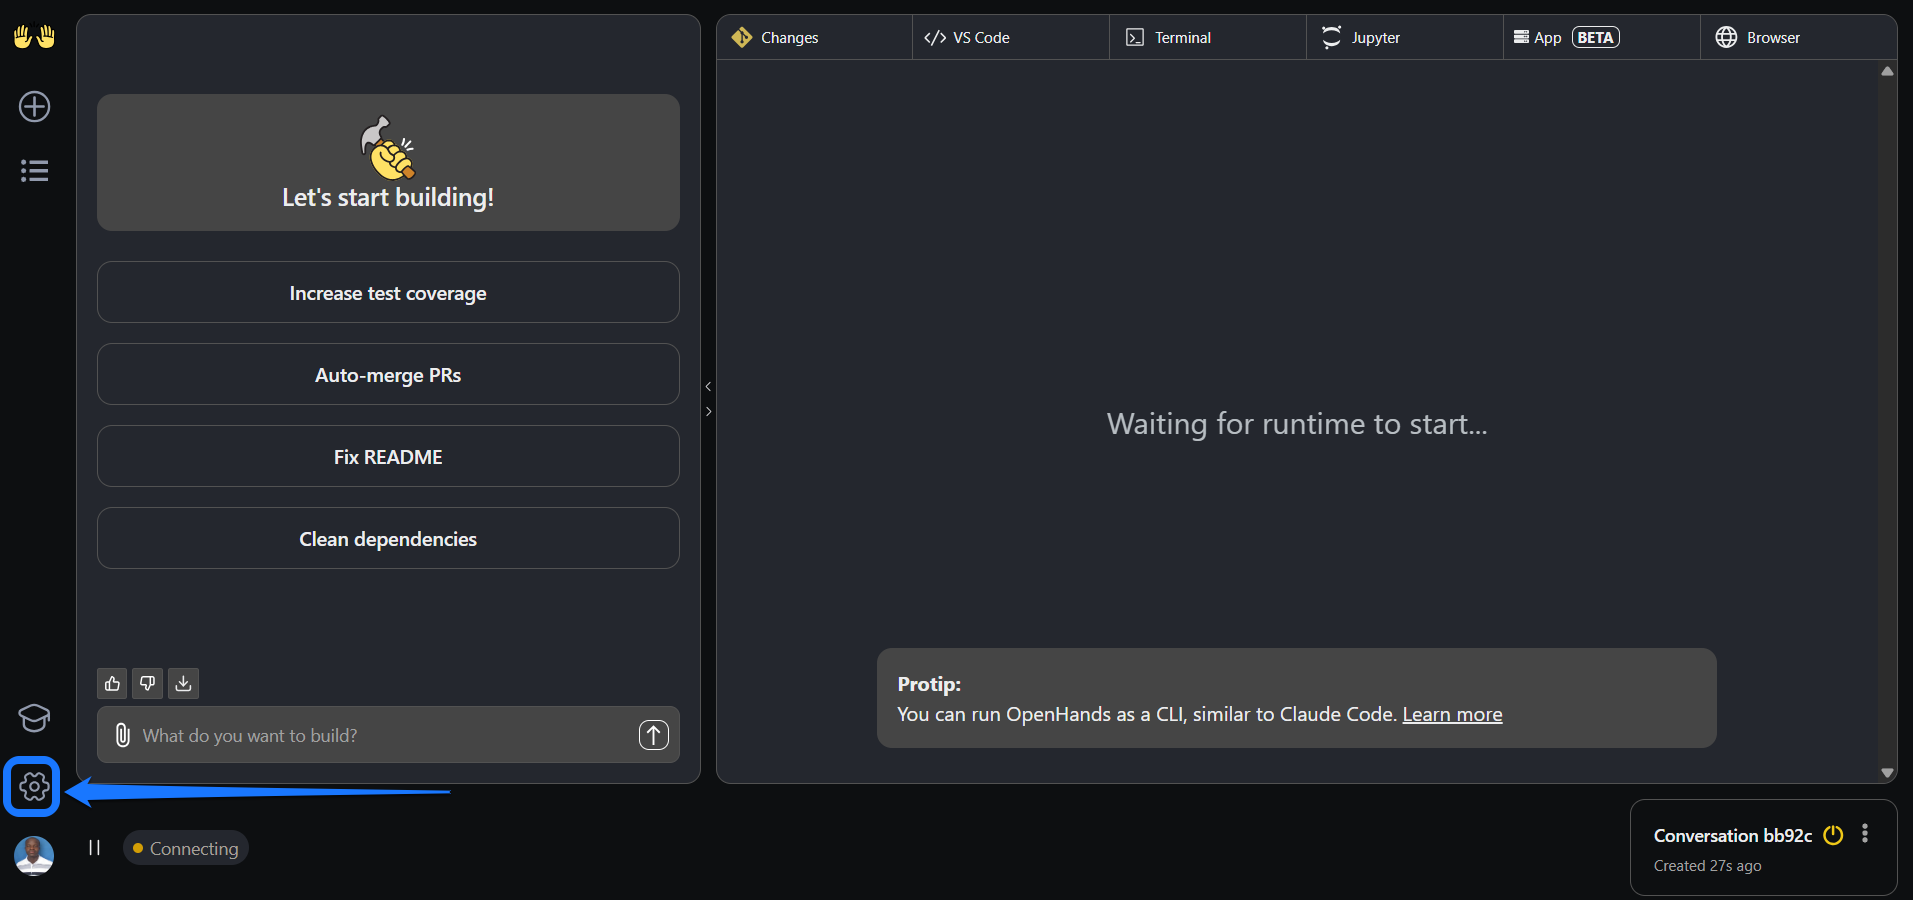 Changes
VS Code
Terminal
Jupyter
App BETA
Browser
Let's start building!
Increase test coverage
Auto-merge PRs
Fix README
Clean dependencies
What do you want to build?
Waiting for runtime to start...
Protip:
You can run OpenHands as a CLI, similar to Claude Code. Learn more
Connecting
Conversation bb92c
Created 27s ago